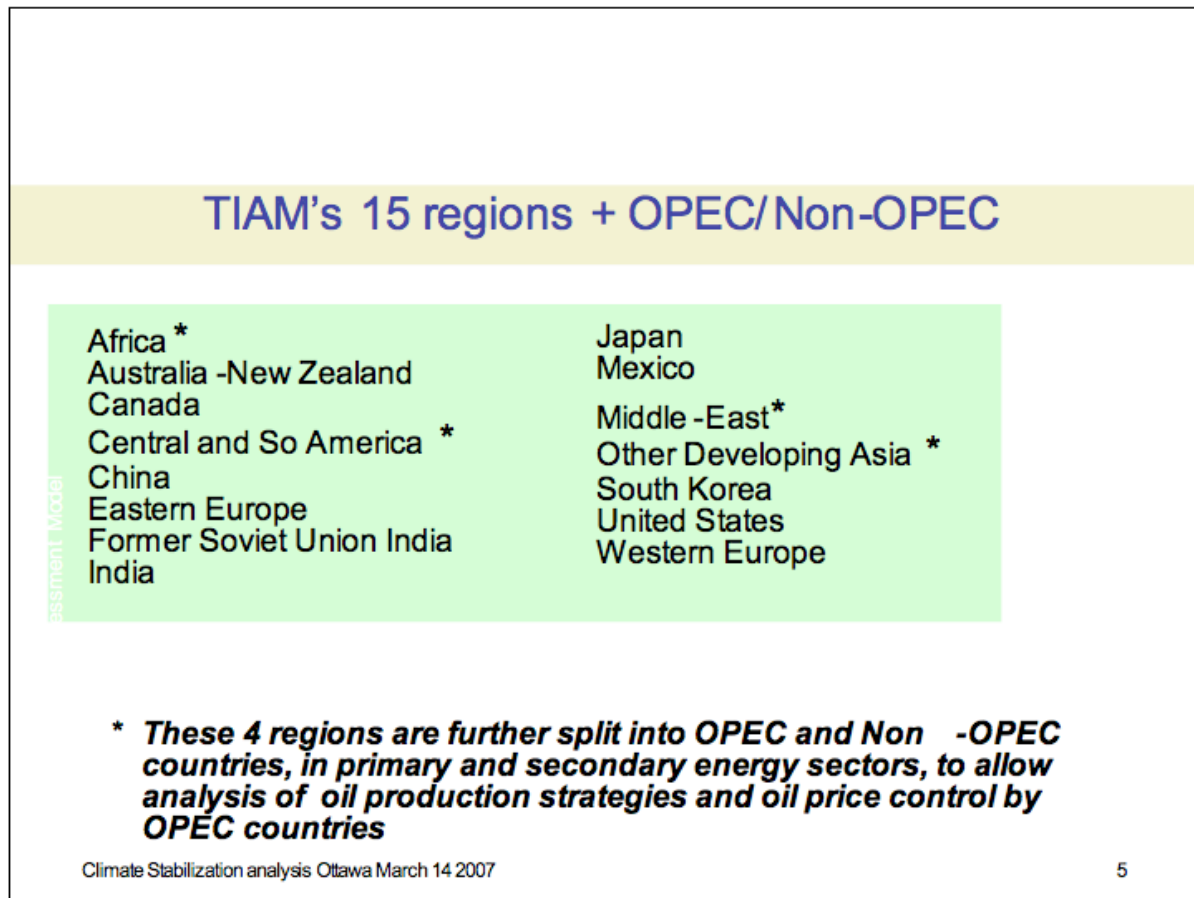 TIAM's 15 regions + OPEC/Non-OPEC
Africa *
Australia -New Zealand
Canada
Central and So America *
China
Eastern Europe
Former Soviet Union India
India
Japan
Mexico
Middle -East*
Other Developing Asia *
South Korea
United States
Western Europe
essment Model
* These 4 regions are further split into OPEC and Non -OPEC
countries, in primary and secondary energy sectors, to allow
analysis of oil production strategies and oil price control by
OPEC countries
Climate Stabilization analysis Ottawa March 14 2007
5